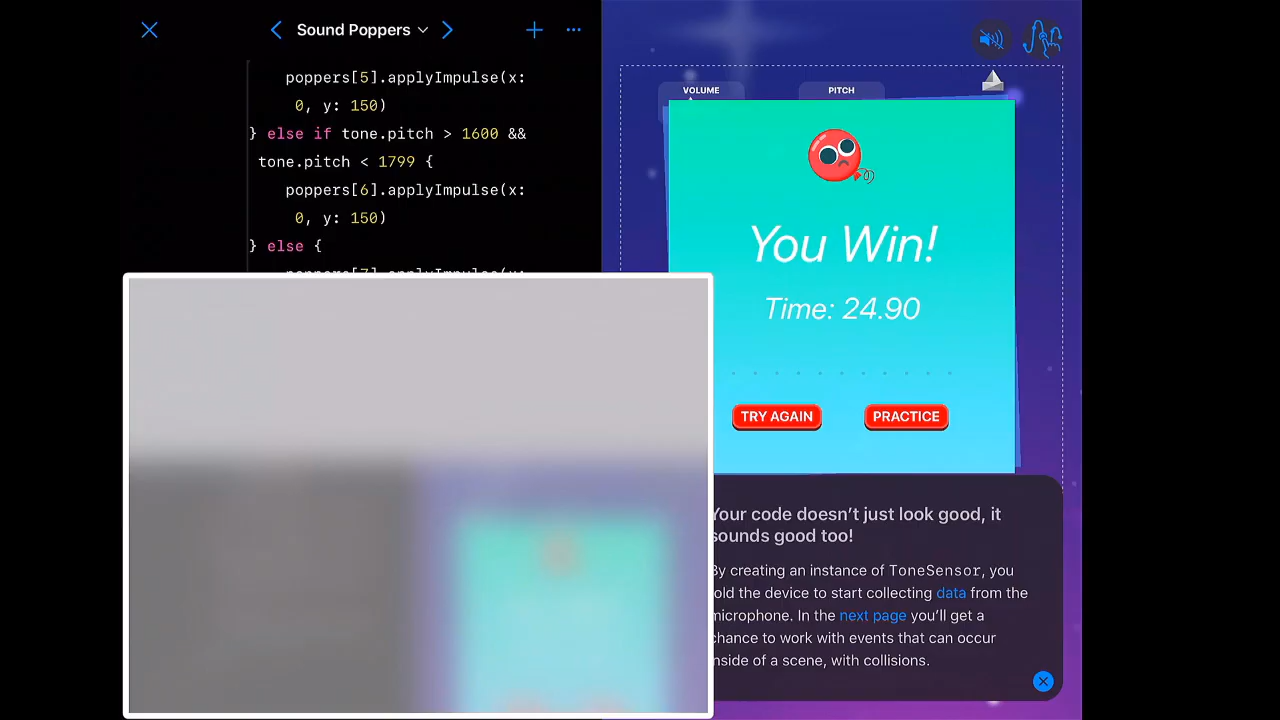 Sound Poppers
poppers[5].applyImpulse(x:
0, y: 150)
} else if tone.pitch > 1600 &&
tone.pitch < 1799 {
poppers[6].applyImpulse(x:
0, y: 150)
} else {
poppers[7].applyImpulse(x:
VOLUME
PITCH
You Win!
Time: 24.90
TRY AGAIN
PRACTICE
Your code doesn't just look good, it
sounds good too!
By creating an instance of ToneSensor, you
told the device to start collecting data from the
microphone. In the next page you'll get a
chance to work with events that can occur
inside of a scene, with collisions.